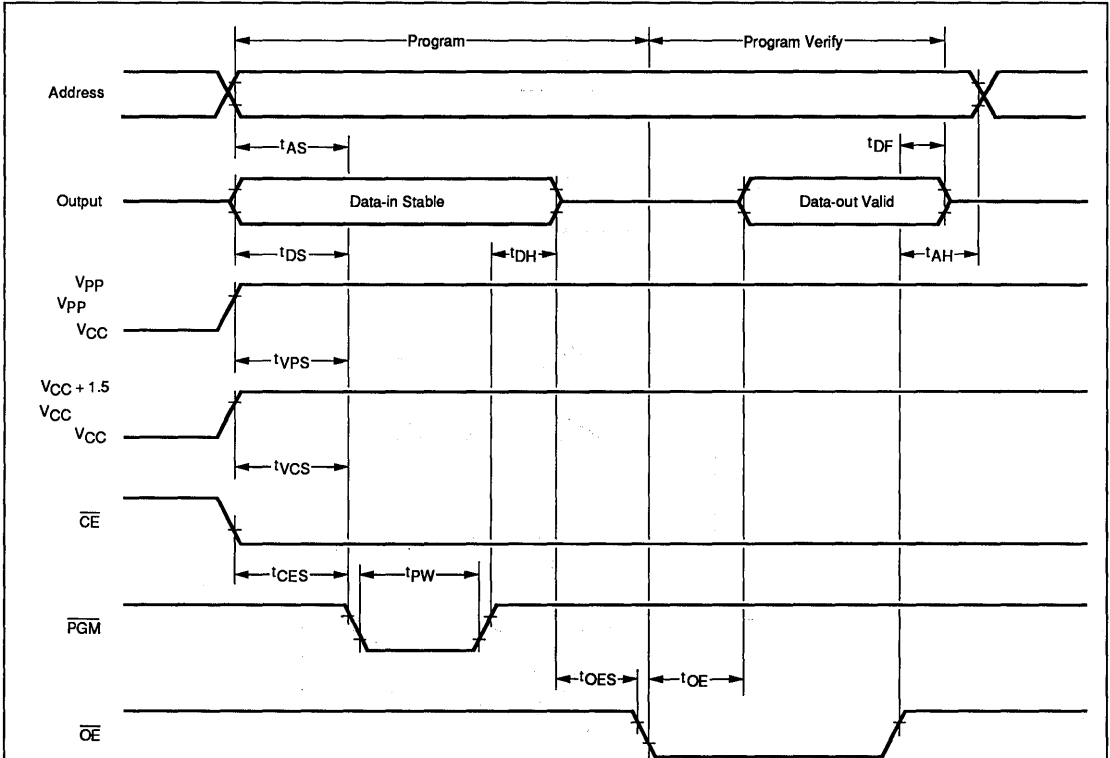 Program
Program Verify
Address
tAS
tDF
Output
Data-in Stable
Data-out Valid
tDS
tDH
tAH
VPP
VPP
VCC
tVPS
VCC + 1.5
VCC
VCC
tVCS
CE
tCES
tPW
PGM
tOES
tOE
OE